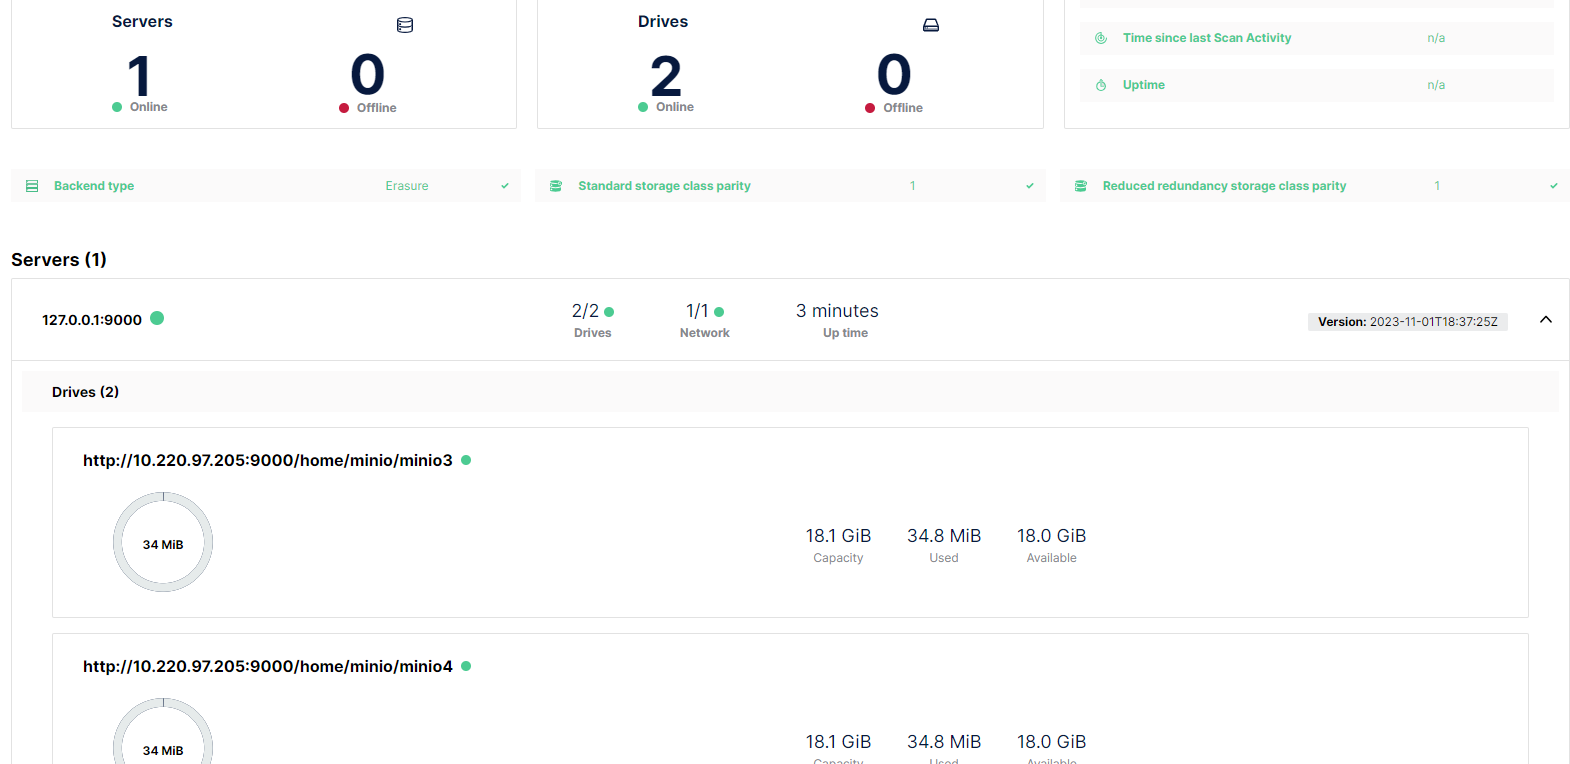 Servers
Drives
1
0
2
0
Online
Offline
Online
Offline
Time since last Scan Activity n/a
Uptime n/a
Backend type Erasure
Standard storage class parity 1
Reduced redundancy storage class parity 1
Servers (1)
127.0.0.1:9000
2/2
Drives
1/1
Network
3 minutes
Up time
Version: 2023-11-01T18:37:25Z
Drives (2)
http://10.220.97.205:9000/home/minio/minio3
34 MiB
18.1 GiB
Capacity
34.8 MiB
Used
18.0 GiB
Available
http://10.220.97.205:9000/home/minio/minio4
34 MiB
18.1 GiB
Capacity
34.8 MiB
Used
18.0 GiB
Available